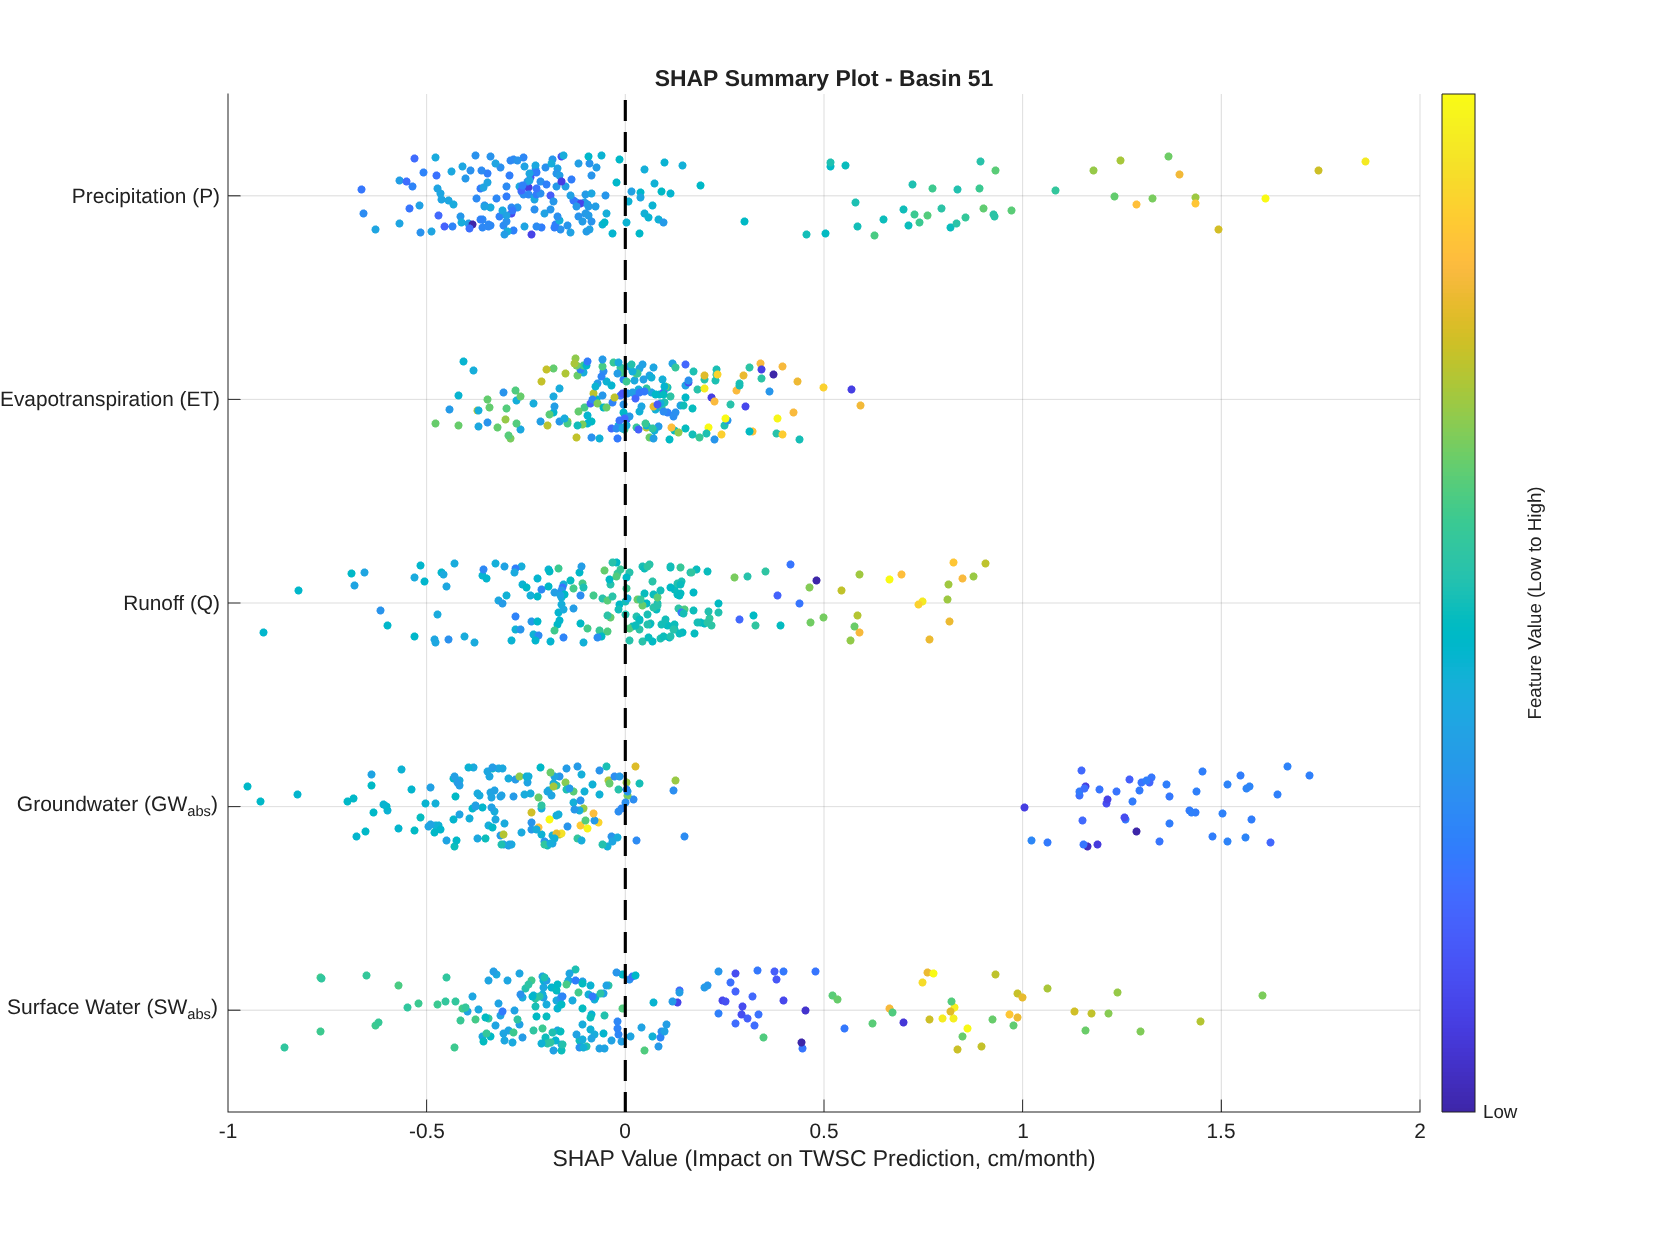 SHAP Summary Plot - Basin 51
Precipitation (P)
Evapotranspiration (ET)
Runoff (Q)
Groundwater (GWabs)
Surface Water (SWabs)
-1 -0.5 0 0.5 1 1.5 2
SHAP Value (Impact on TWSC Prediction, cm/month)
Low
Feature Value (Low to High)